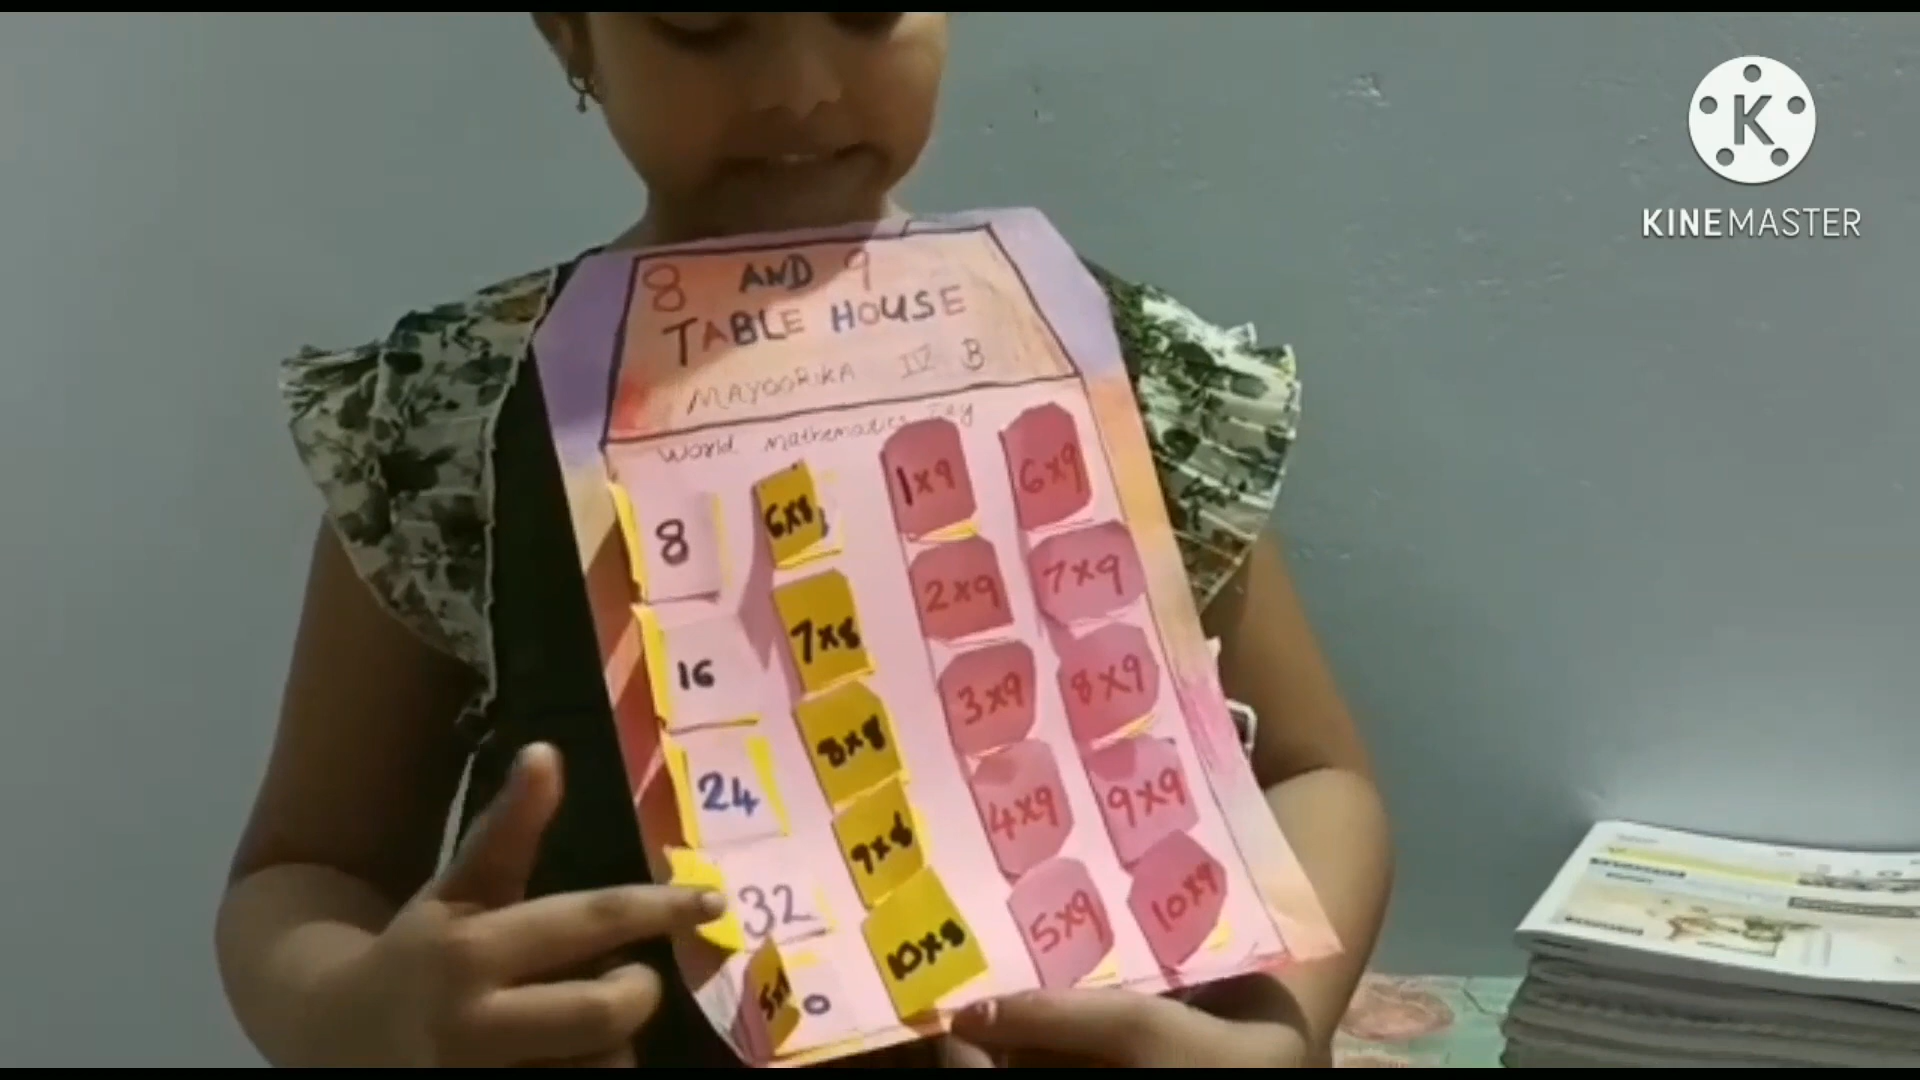 8 AND 9
TABLE HOUSE
MAYOORIKA IV B
World Mathematics Day
8 6x8 1x9 6x9
16 7x8 2x9 7x9
24 8x8 3x9 8x9
32 9x8 4x9 9x9
0 10x8 5x9 10x9
K
KINEMASTER